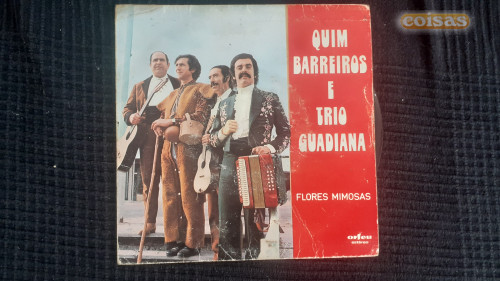 coisas
QUIM
BARREIROS
E
TRIO
GUADIANA
FLORES MIMOSAS
orfeu